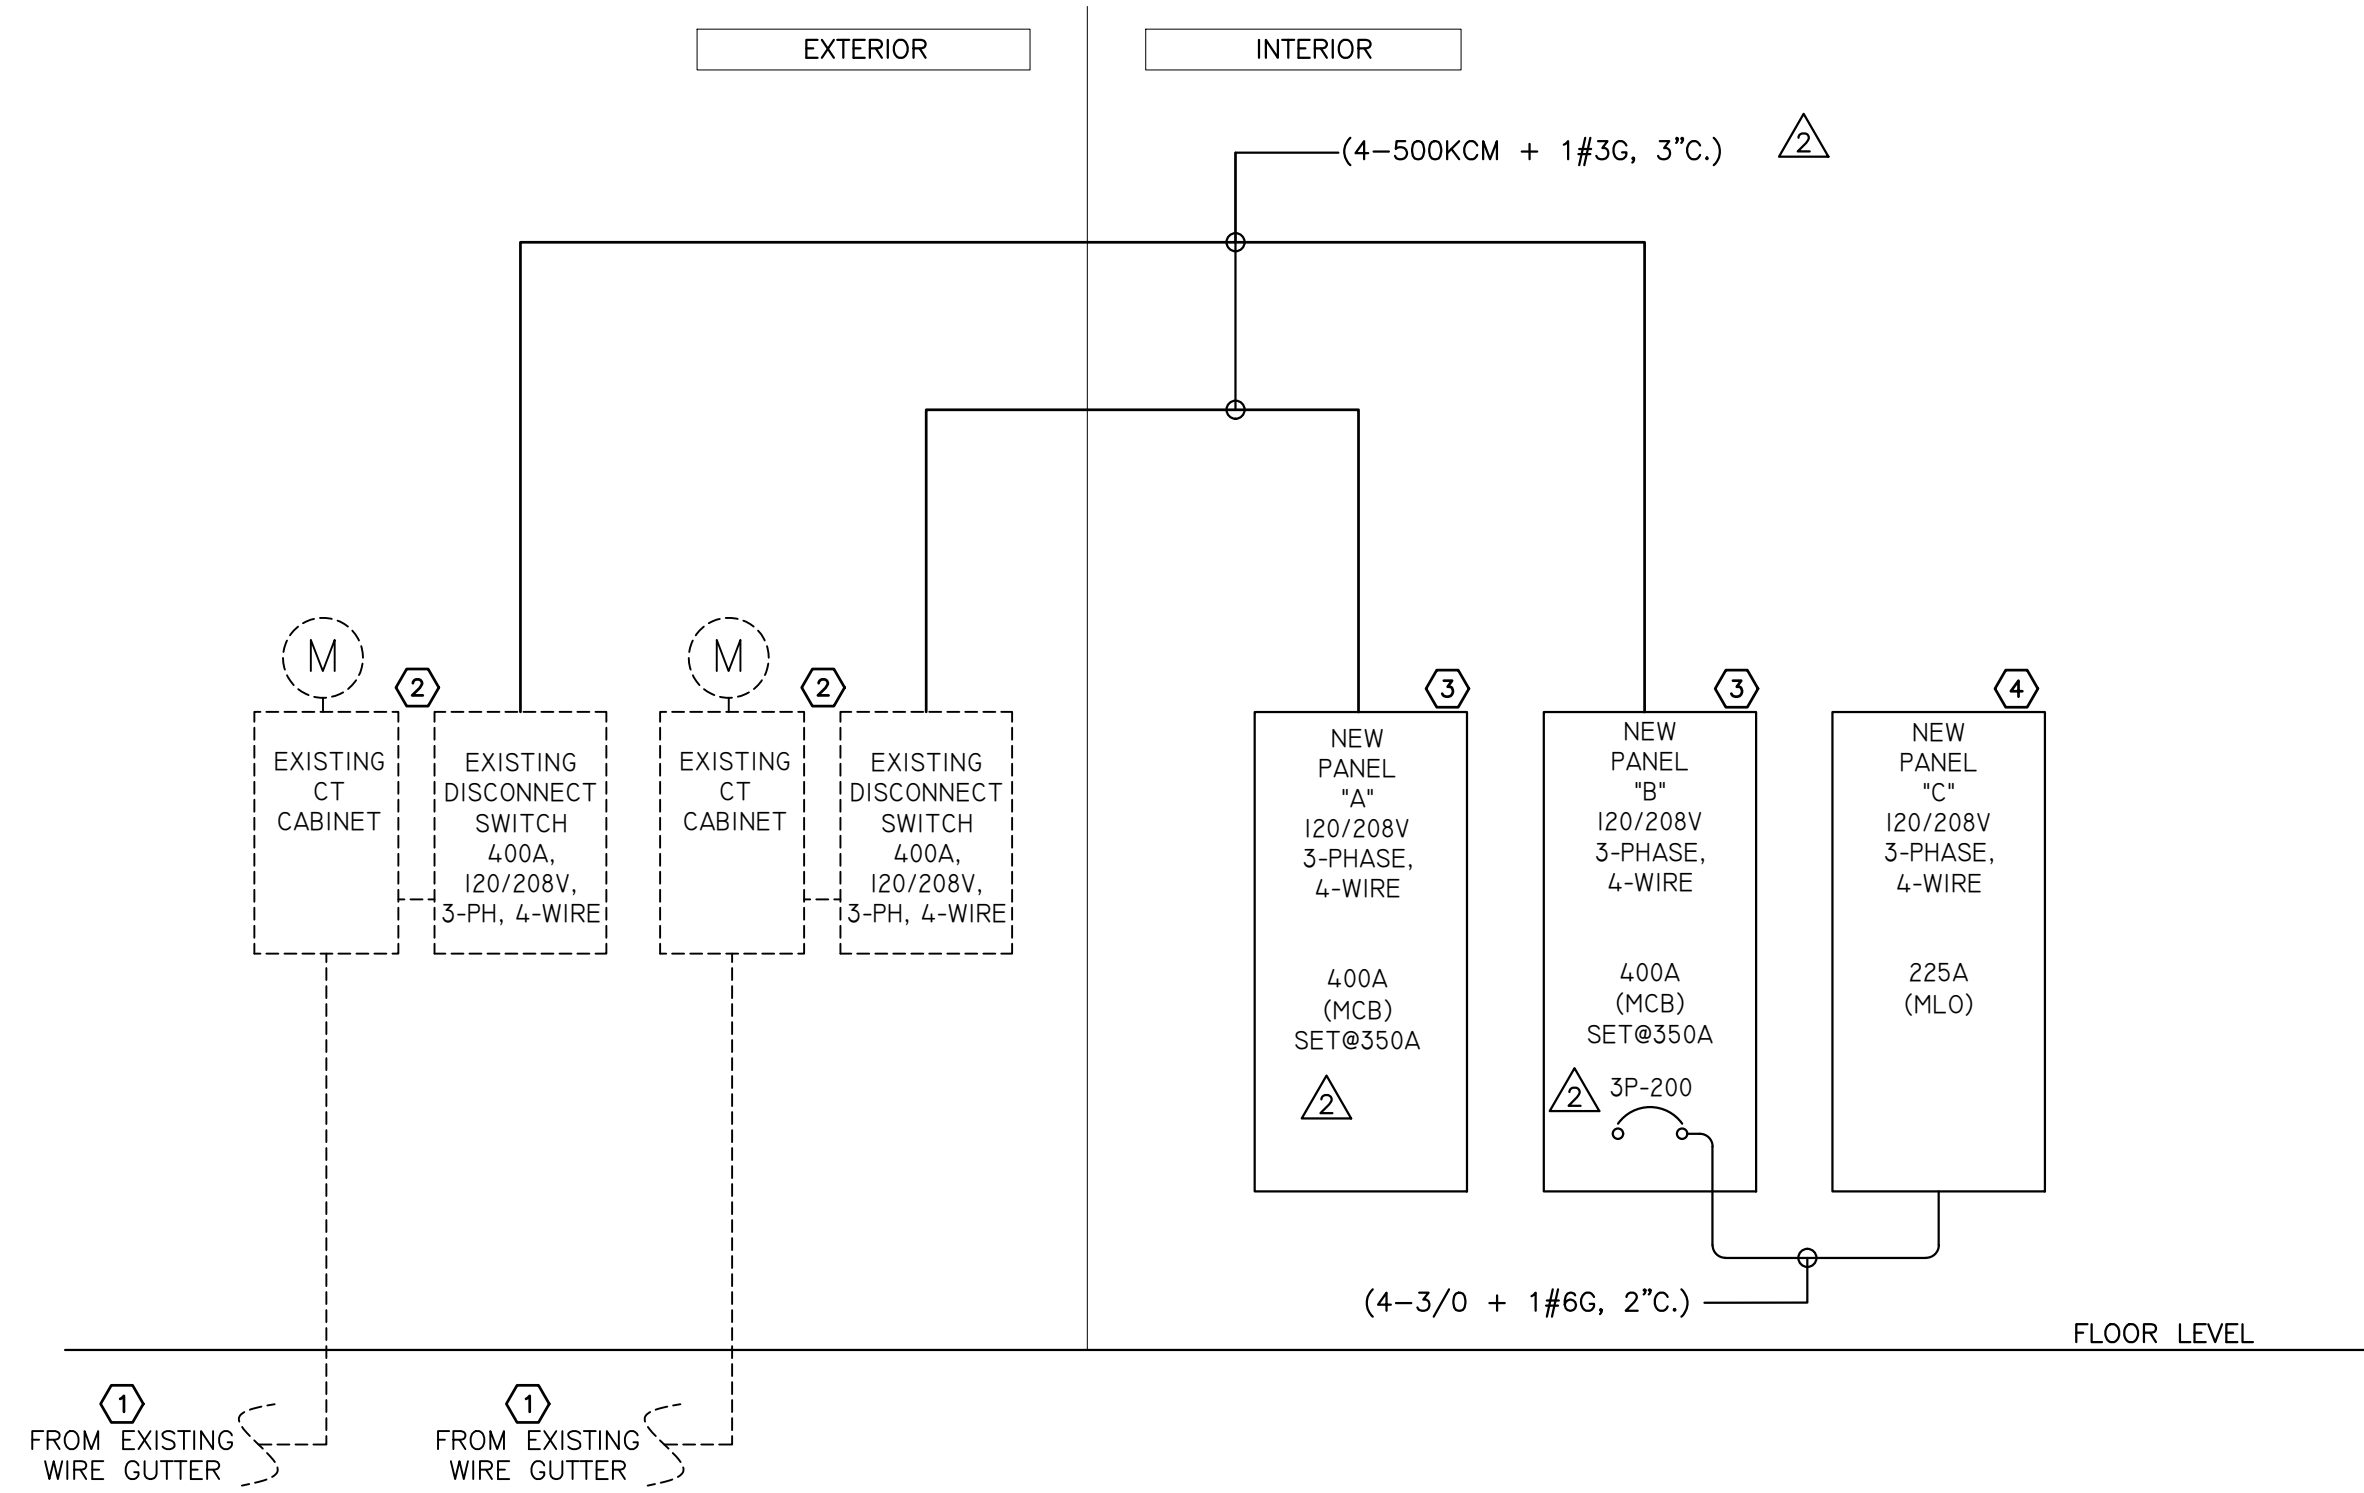 EXTERIOR
INTERIOR
(4-500KCM + 1#3G, 3"C.)
2
M
2
M
2
3
3
4
EXISTING
CT
CABINET
EXISTING
DISCONNECT
SWITCH
400A,
120/208V,
3-PH, 4-WIRE
EXISTING
CT
CABINET
EXISTING
DISCONNECT
SWITCH
400A,
120/208V,
3-PH, 4-WIRE
NEW
PANEL
"A"
120/208V
3-PHASE,
4-WIRE
400A
(MCB)
SET@350A
2
NEW
PANEL
"B"
120/208V
3-PHASE,
4-WIRE
400A
(MCB)
SET@350A
2
3P-200
NEW
PANEL
"C"
120/208V
3-PHASE,
4-WIRE
225A
(MLO)
(4-3/0 + 1#6G, 2"C.)
FLOOR LEVEL
1
FROM EXISTING
WIRE GUTTER
1
FROM EXISTING
WIRE GUTTER